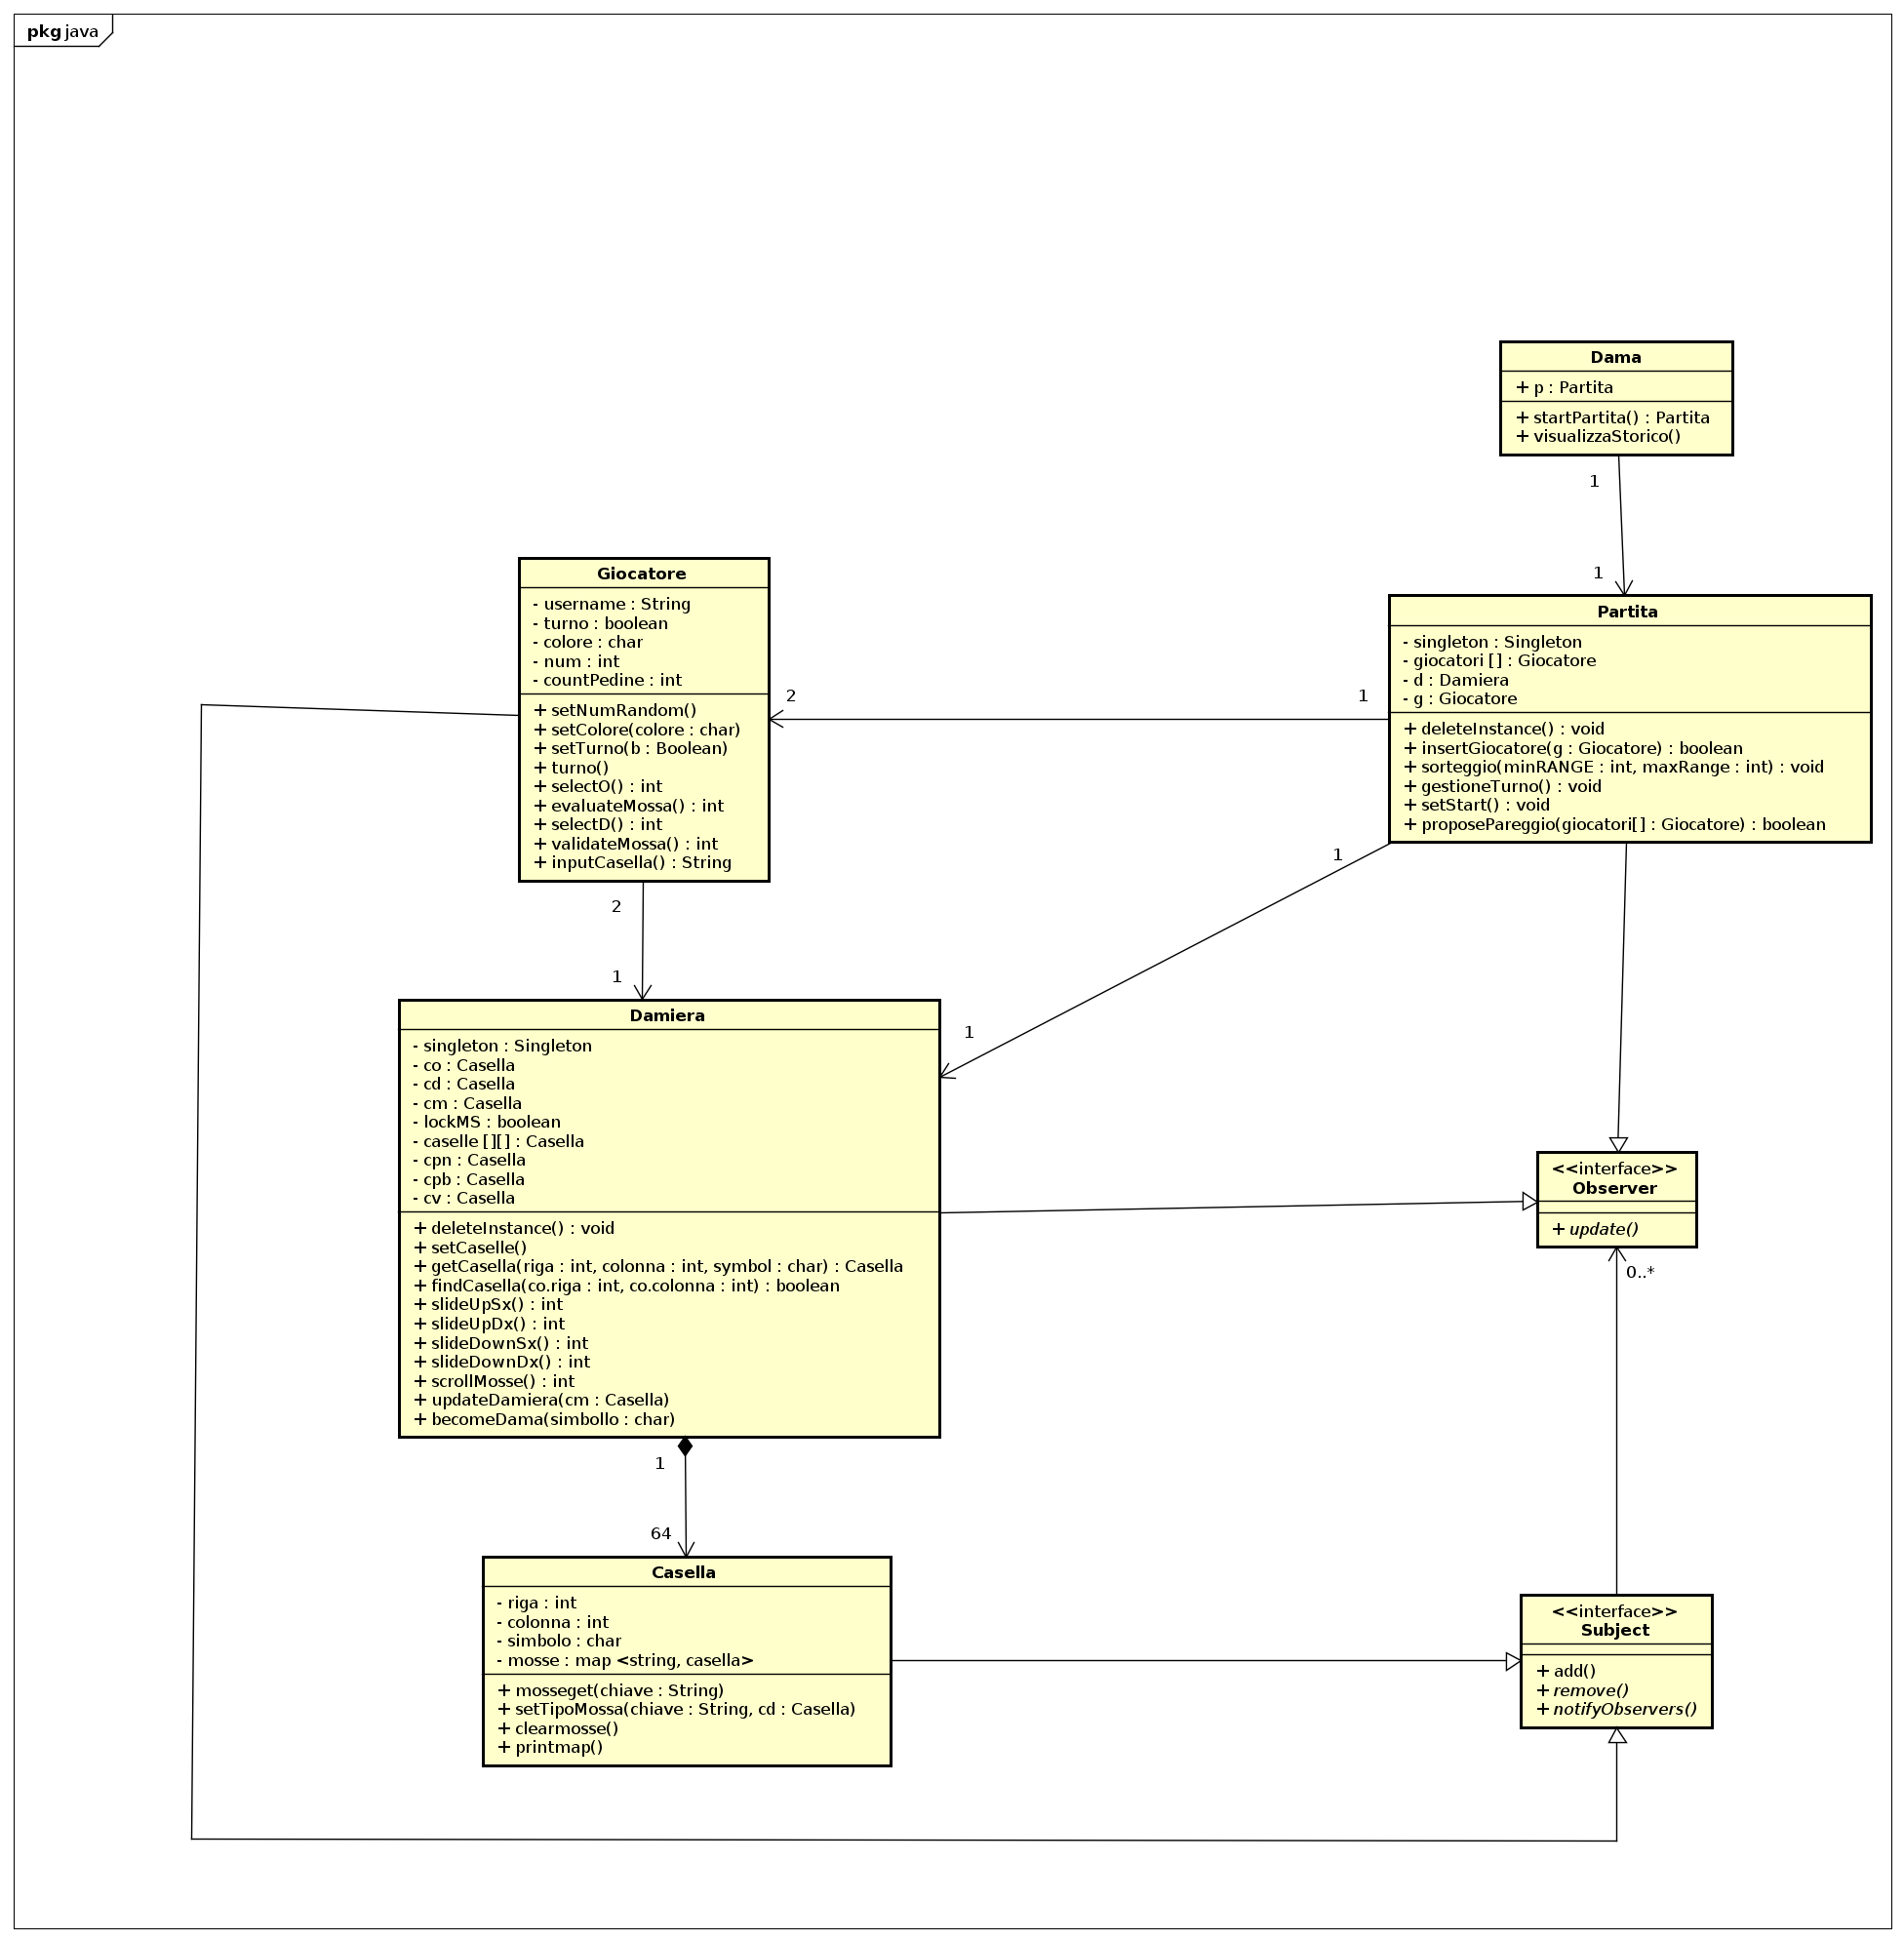 pkg java
Dama
+ p : Partita
+ startPartita() : Partita
+ visualizzaStorico()
1
1
Giocatore
- username : String
- turno : boolean
- colore : char
- num : int
- countPedine : int
+ setNumRandom()
+ setColore(colore : char)
+ setTurno(b : Boolean)
+ turno()
+ selectO() : int
+ evaluateMossa() : int
+ selectD() : int
+ validateMossa() : int
+ inputCasella() : String
Partita
- singleton : Singleton
- giocatori [] : Giocatore
- d : Damiera
- g : Giocatore
+ deleteInstance() : void
+ insertGiocatore(g : Giocatore) : boolean
+ sorteggio(minRANGE : int, maxRange : int) : void
+ gestioneTurno() : void
+ setStart() : void
+ proposePareggio(giocatori[] : Giocatore) : boolean
2
1
1
2
1
1
Damiera
- singleton : Singleton
- co : Casella
- cd : Casella
- cm : Casella
- lockMS : boolean
- caselle [][] : Casella
- cpn : Casella
- cpb : Casella
- cv : Casella
+ deleteInstance() : void
+ setCaselle()
+ getCasella(riga : int, colonna : int, symbol : char) : Casella
+ findCasella(co.riga : int, co.colonna : int) : boolean
+ slideUpSx() : int
+ slideUpDx() : int
+ slideDownSx() : int
+ slideDownDx() : int
+ scrollMosse() : int
+ updateDamiera(cm : Casella)
+ becomeDama(simbollo : char)
<<interface>>
Observer
+ update()
0..*
1
64
Casella
- riga : int
- colonna : int
- simbolo : char
- mosse : map <string, casella>
+ mosseget(chiave : String)
+ setTipoMossa(chiave : String, cd : Casella)
+ clearmosse()
+ printmap()
<<interface>>
Subject
+ add()
+ remove()
+ notifyObservers()